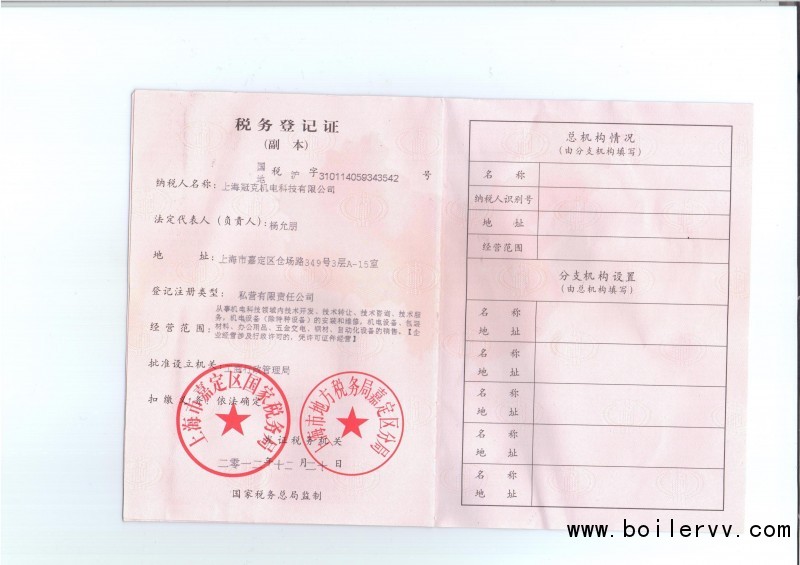 税务登记证
(副 本)
国
地
税 沪 字 310114059343542 号
纳税人名称：上海冠克机电科技有限公司
法定代表人（负责人）：杨允朋
地 址：上海市嘉定区仓场路349号3层A-15室
登记注册类型：私营有限责任公司
经营范围：从事机电科技领域内技术开发、技术转让、技术咨询、技术服
务，机电设备（除特种设备）的安装和维修，机电设备、包装
材料、办公用品、五金交电、钢材、自动化设备的销售。【企
业经营涉及行政许可的，凭许可证件经营】
批准设立机关：管理局
扣缴义务：依法确定
上海市嘉定区国家税务局
上海市地方税务局嘉定区分局
发证税务机关
二零一二年十二月二十日
国家税务总局监制
总机构情况
（由分支机构填写）
名 称
纳税人识别号
地 址
经营范围
分支机构设置
（由总机构填写）
名 称
地 址
名 称
地 址
名 称
地 址
名 称
地 址
名 称
地 址
www.boilervv.com